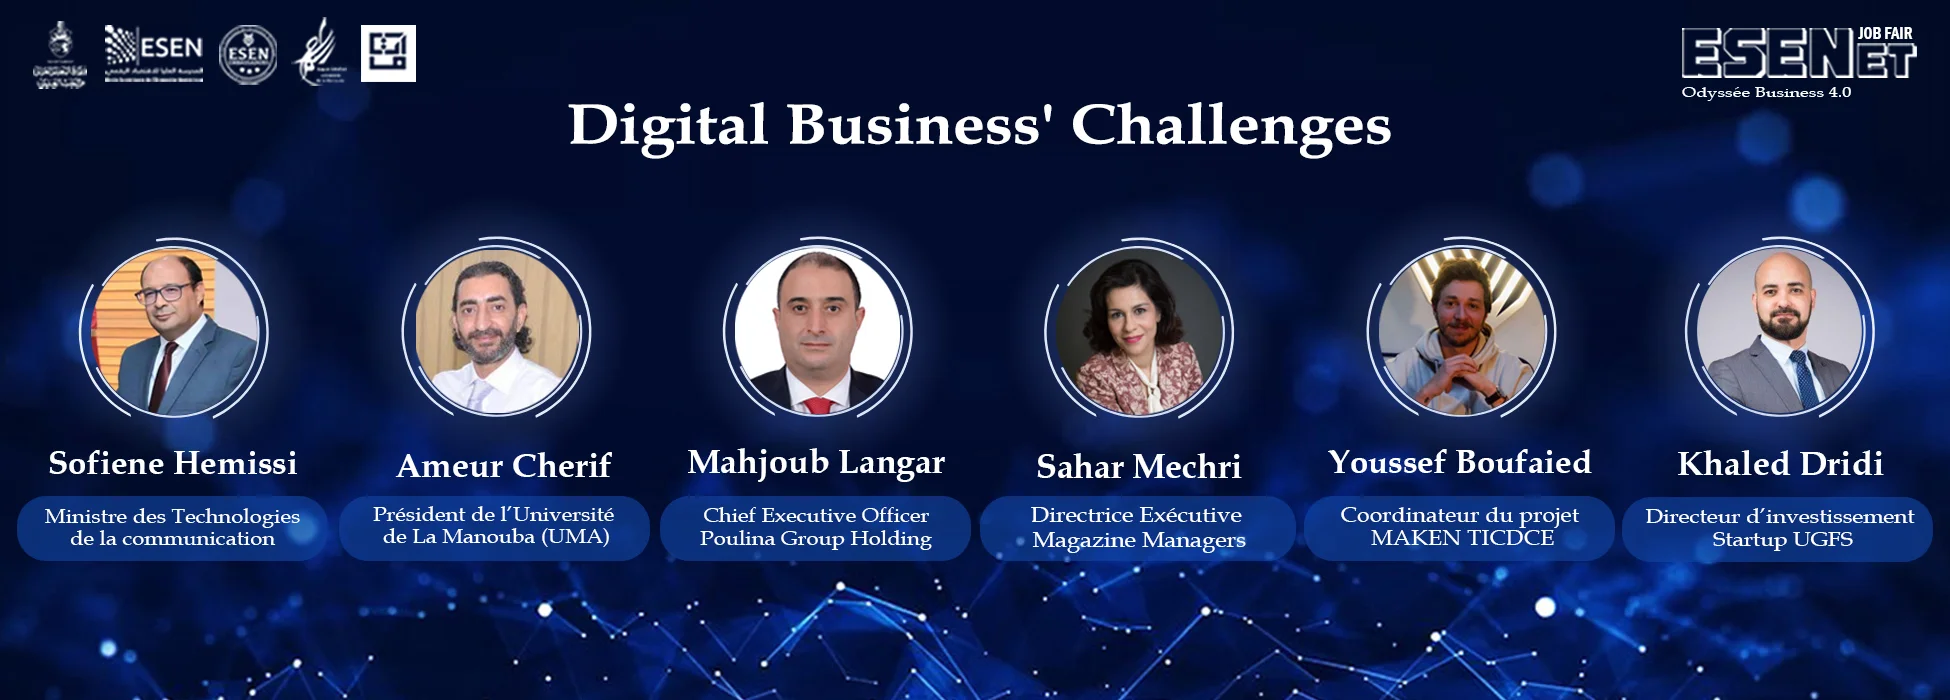 ESEN
ESEN
JOB FAIR
ESENET
Odyssée Business 4.0
Digital Business' Challenges
Sofiene Hemissi
Ministre des Technologies
de la communication
Ameur Cherif
Président de l’Université
de La Manouba (UMA)
Mahjoub Langar
Chief Executive Officer
Poulina Group Holding
Sahar Mechri
Directrice Exécutive
Magazine Managers
Youssef Boufaied
Coordinateur du projet
MAKEN TICDCE
Khaled Dridi
Directeur d’investissement
Startup UGFS